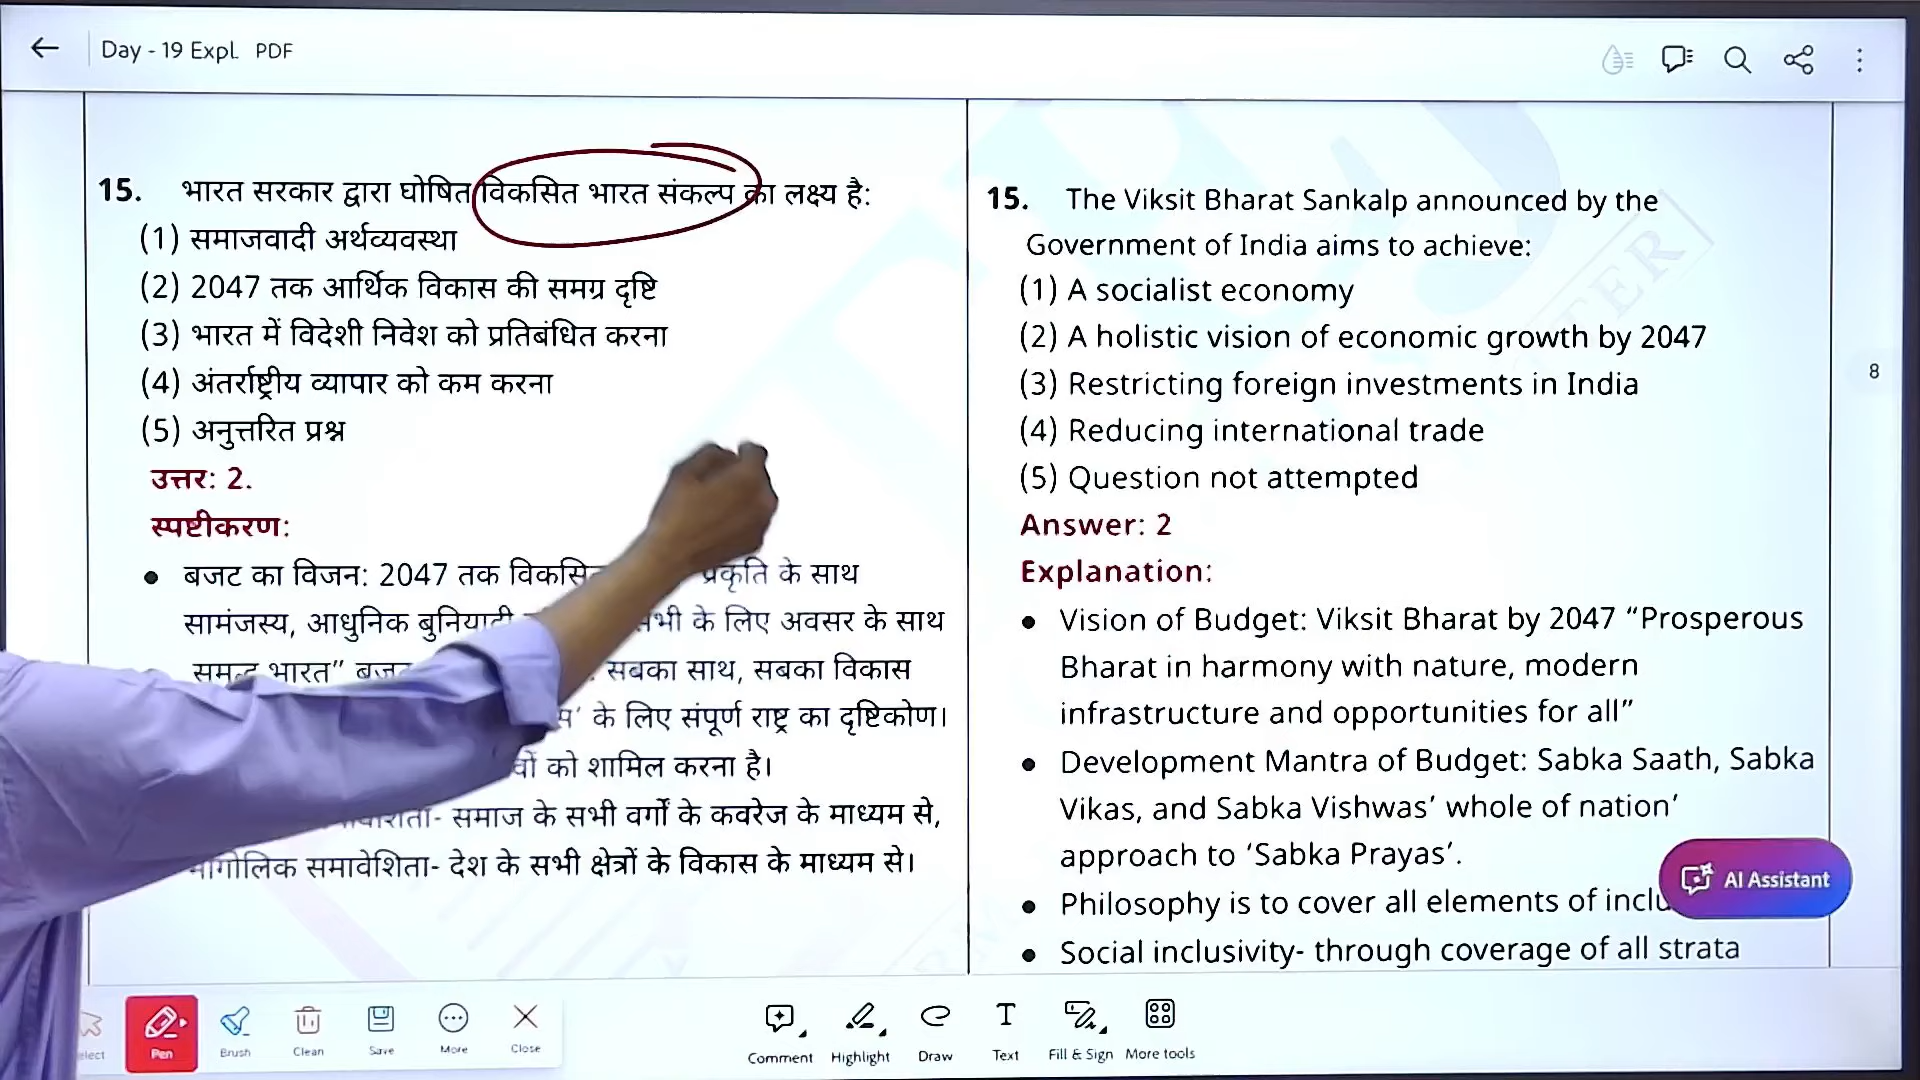 Day - 19 Expl. PDF
15. भारत सरकार द्वारा घोषित विकसित भारत संकल्प का लक्ष्य है:
(1) समाजवादी अर्थव्यवस्था
(2) 2047 तक आर्थिक विकास की समग्र दृष्टि
(3) भारत में विदेशी निवेश को प्रतिबंधित करना
(4) अंतर्राष्ट्रीय व्यापार को कम करना
(5) अनुत्तरित प्रश्न
उत्तर: 2.
स्पष्टीकरण:
● बजट का विजन: 2047 तक प्रकृति के साथ
सामंजस्य, आधुनिक के लिए अवसर के साथ
भारत” सबका साथ, सबका विकास
के लिए संपूर्ण राष्ट्र का दृष्टिकोण।
को शामिल करना है।
समाज के सभी वर्गों के कवरेज के माध्यम से,
समावेशिता- देश के सभी क्षेत्रों के विकास के माध्यम से।
15. The Viksit Bharat Sankalp announced by the
Government of India aims to achieve:
(1) A socialist economy
(2) A holistic vision of economic growth by 2047
(3) Restricting foreign investments in India
(4) Reducing international trade
(5) Question not attempted
Answer: 2
Explanation:
● Vision of Budget: Viksit Bharat by 2047 “Prosperous
Bharat in harmony with nature, modern
infrastructure and opportunities for all”
● Development Mantra of Budget: Sabka Saath, Sabka
Vikas, and Sabka Vishwas’ whole of nation’
approach to ‘Sabka Prayas’.
● Philosophy is to cover all elements of
● Social inclusivity- through coverage of all strata
8
AI Assistant
Pen Brush Clean Save More Close
Comment Highlight Draw Text Fill & Sign More tools